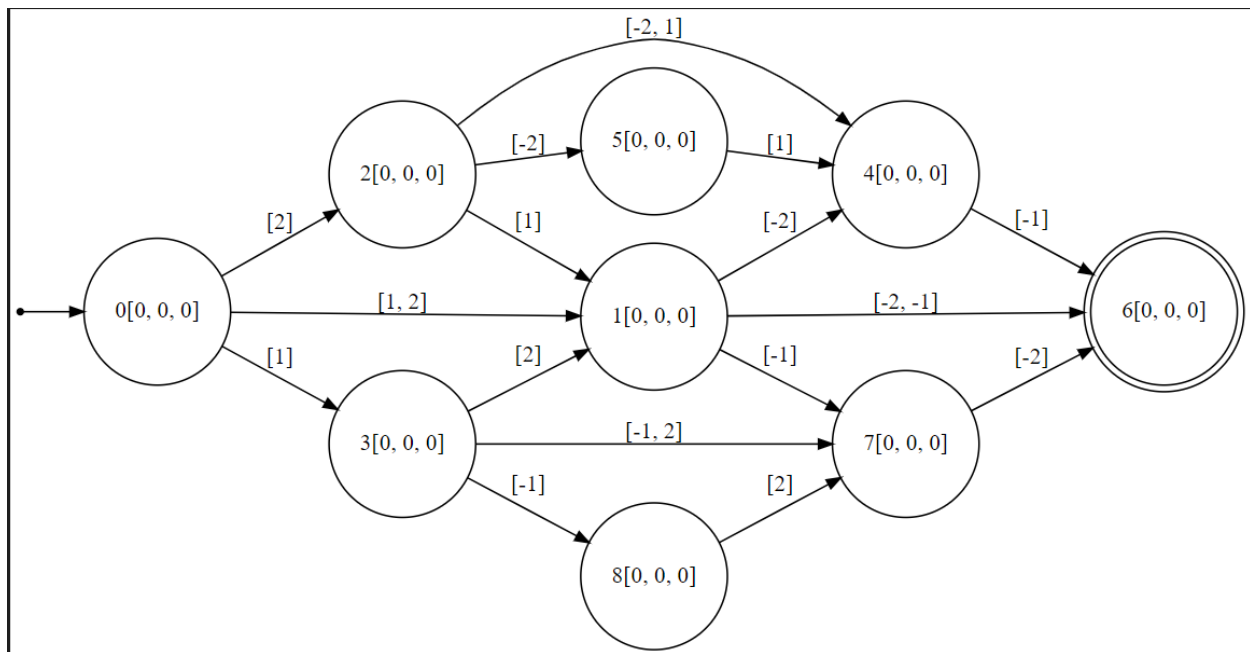 [-2, 1]
5[0, 0, 0]
[-2]
[1]
2[0, 0, 0]
4[0, 0, 0]
[2]
[1]
[-2]
[-1]
0[0, 0, 0]
[1, 2]
1[0, 0, 0]
[-2, -1]
6[0, 0, 0]
[1]
[2]
[-1]
[-2]
3[0, 0, 0]
[-1, 2]
7[0, 0, 0]
[-1]
[2]
8[0, 0, 0]